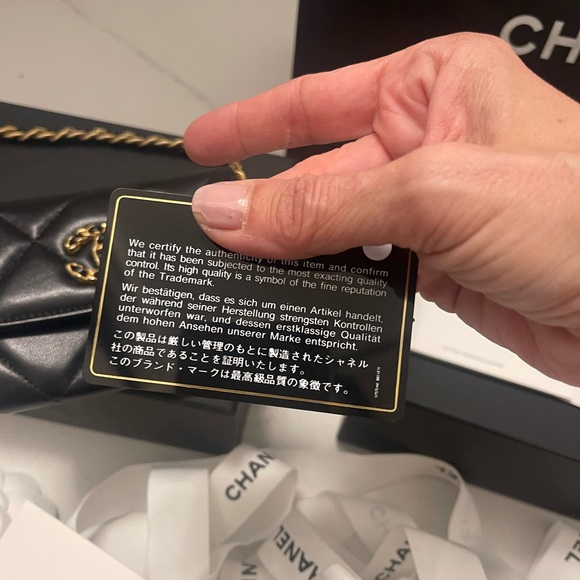 CH
We certify the authenticity of this item and confirm
that it has been subjected to the most exacting quality
control. Its high quality is a symbol of the fine reputation
of the Trademark.
Wir bestätigen, dass es sich um einen Artikel handelt,
der während seiner Herstellung strengsten Kontrollen
unterworfen war, und dessen erstklassige Qualität
dem hohen Ansehen unserer Marke entspricht.
この製品は厳しい管理のもとに製造されたシャネル
社の商品であることを証明いたします。
このブランド・マークは最高級品質の象徴です。
CHAN
CHANEL
CHA
EL